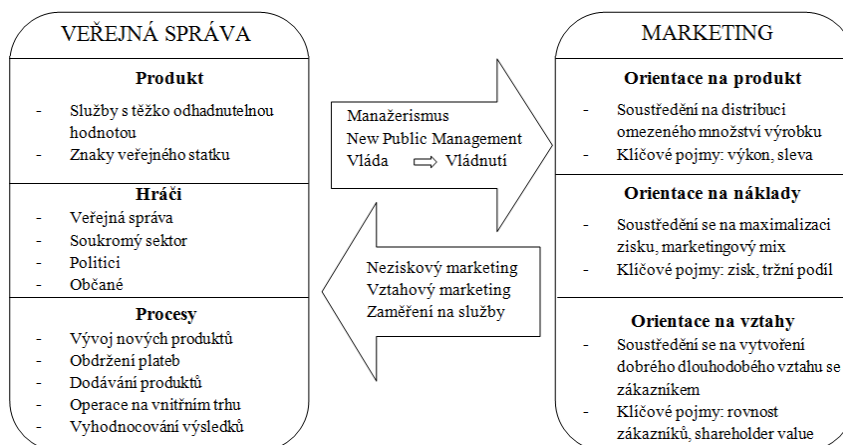 VEŘEJNÁ SPRÁVA
Produkt
- Služby s těžko odhadnutelnou
hodnotou
- Znaky veřejného statku
Hráči
- Veřejná správa
- Soukromý sektor
- Politici
- Občané
Procesy
- Vývoj nových produktů
- Obdržení plateb
- Dodávání produktů
- Operace na vnitřním trhu
- Vyhodnocování výsledků
Manažerismus
New Public Management
Vláda ⇨ Vládnutí
Neziskový marketing
Vztahový marketing
Zaměření na služby
MARKETING
Orientace na produkt
- Soustředění na distribuci
omezeného množství výrobku
- Klíčové pojmy: výkon, sleva
Orientace na náklady
- Soustředění se na maximalizaci
zisku, marketingový mix
- Klíčové pojmy: zisk, tržní podíl
Orientace na vztahy
- Soustředění se na vytvoření
dobrého dlouhodobého vztahu se
zákazníkem
- Klíčové pojmy: rovnost
zákazníků, shareholder value